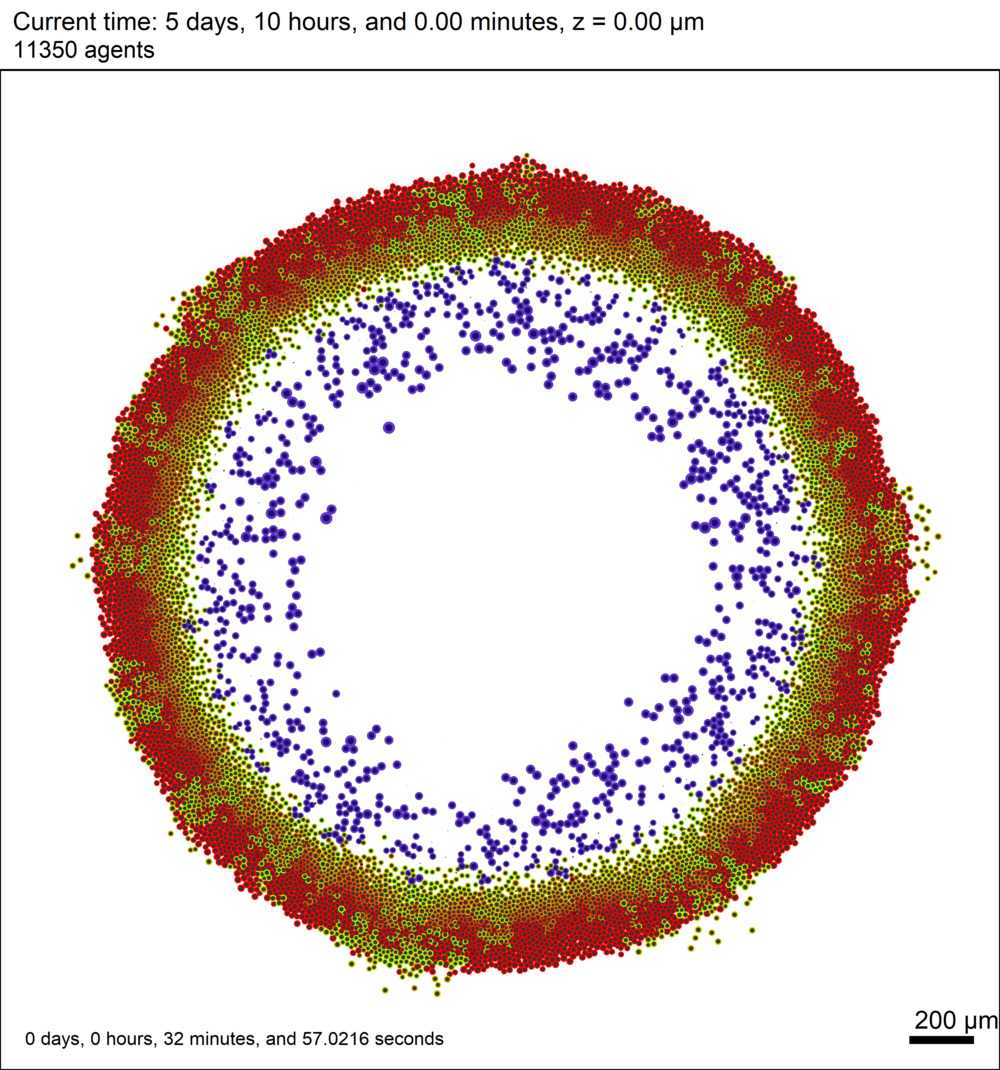 Current time: 5 days, 10 hours, and 0.00 minutes, z = 0.00 μm
11350 agents
200 μm
0 days, 0 hours, 32 minutes, and 57.0216 seconds